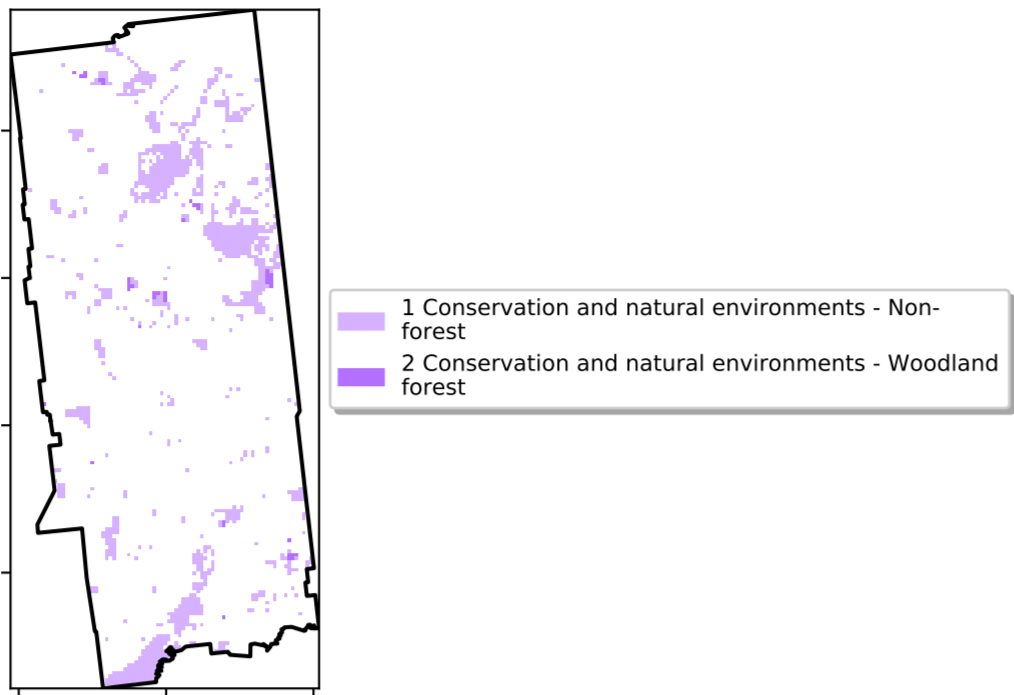 1 Conservation and natural environments - Non-
forest
2 Conservation and natural environments - Woodland
forest